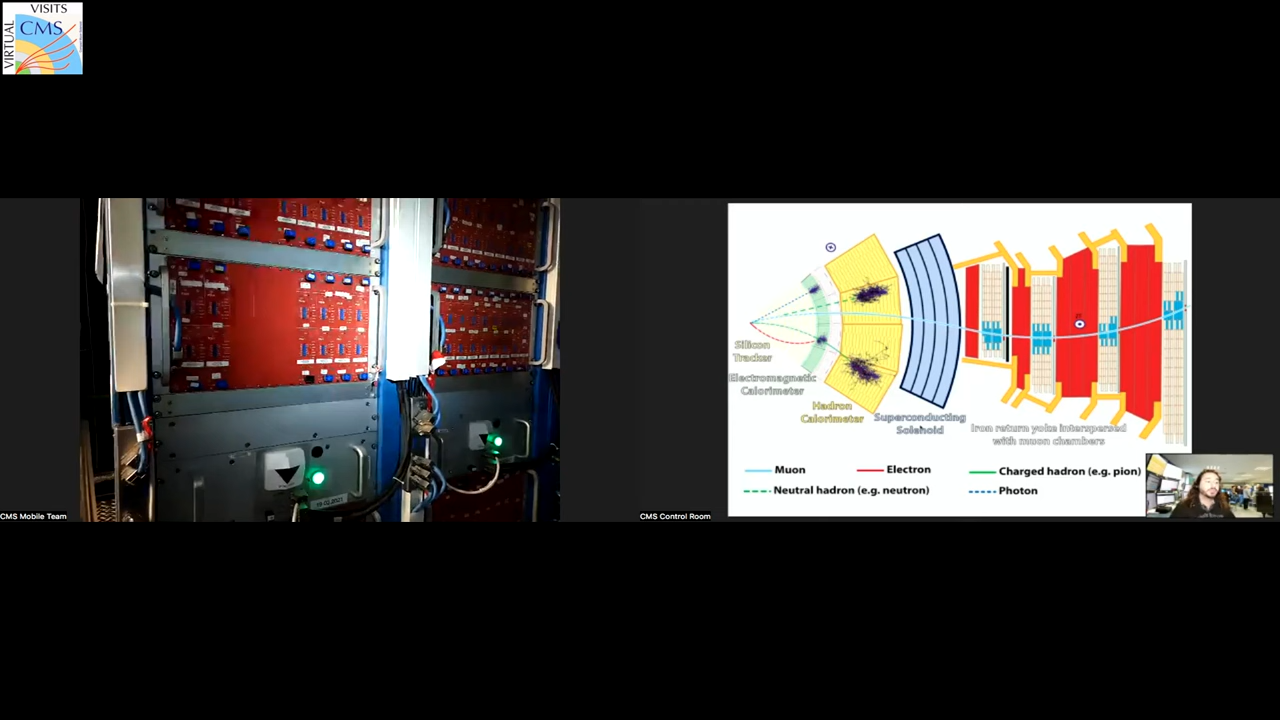 VISITS
CMS
VIRTUAL
CMS Mobile Team
Silicon
Tracker
Electromagnetic
Calorimeter
Hadron
Calorimeter
Superconducting
Solenoid
Iron return yoke interspersed
with muon chambers
Muon
Electron
Charged hadron (e.g. pion)
Neutral hadron (e.g. neutron)
Photon
CMS Control Room